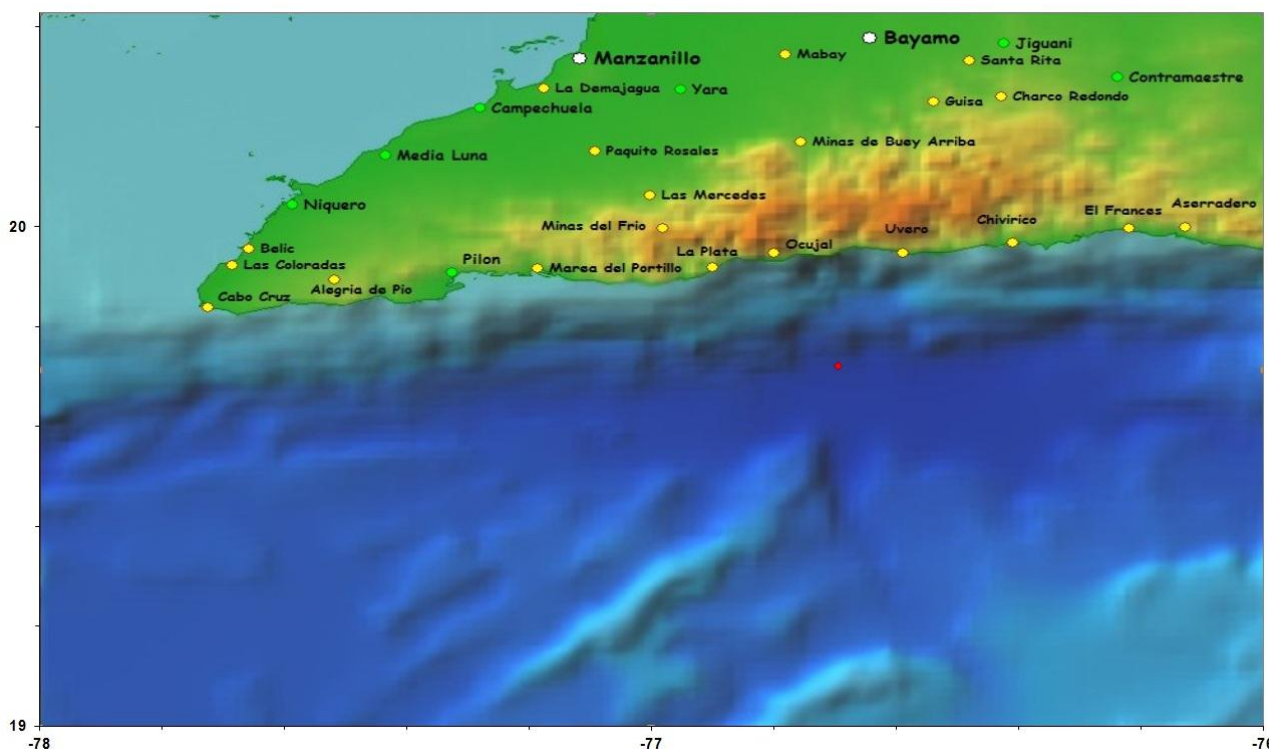 Bayamo
Jiguani
Manzanillo
Mabay
Santa Rita
Contramaestre
La Demajagua
Yara
Charco Redondo
Guisa
Campechuela
Minas de Buey Arriba
Media Luna
Paquito Rosales
Las Mercedes
Niquero
Aserradero
El Frances
Chivirico
20
Minas del Frio
Uvero
Belic
Ocujal
La Plata
Pilon
Las Coloradas
Marea del Portillo
Alegria de Pio
Cabo Cruz
19
-78
-77